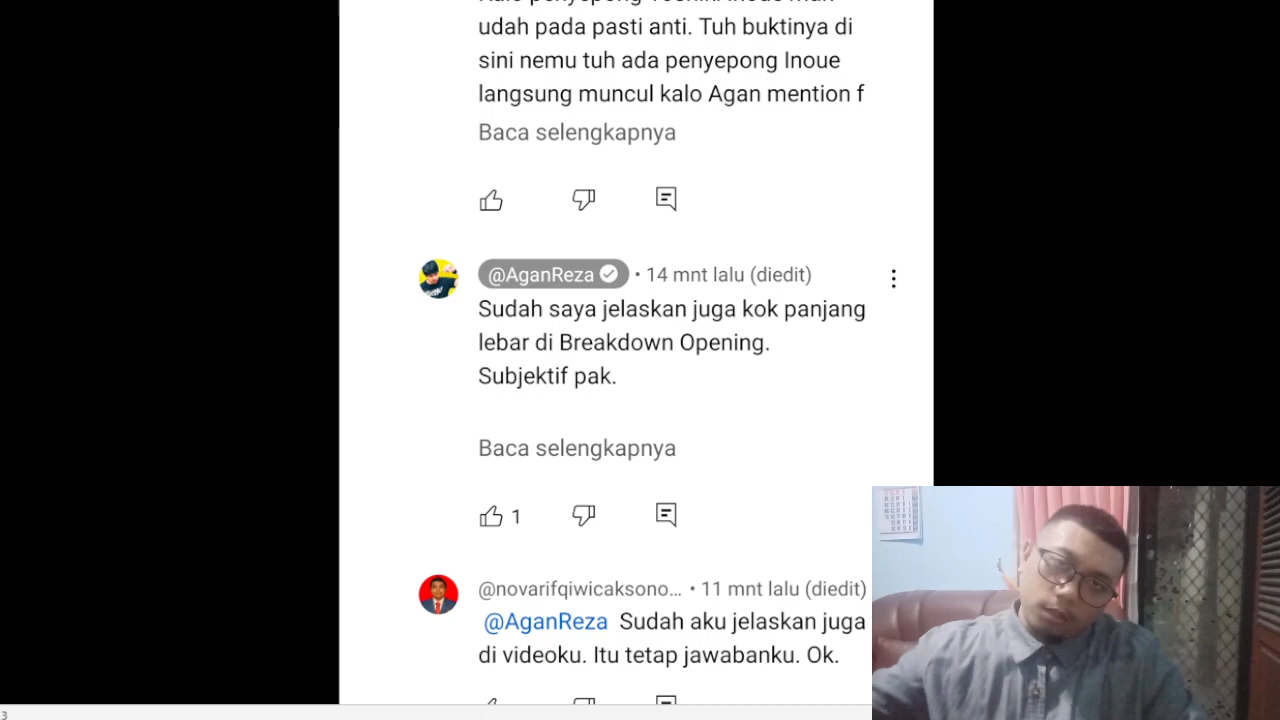 udah pada pasti anti. Tuh buktinya di
sini nemu tuh ada penyepong Inoue
langsung muncul kalo Agan mention f
Baca selengkapnya
@AganReza • 14 mnt lalu (diedit)
Sudah saya jelaskan juga kok panjang
lebar di Breakdown Opening.
Subjektif pak.
Baca selengkapnya
1
@novarifqiwicaksono... • 11 mnt lalu (diedit)
@AganReza Sudah aku jelaskan juga
di videoku. Itu tetap jawabanku. Ok.
3